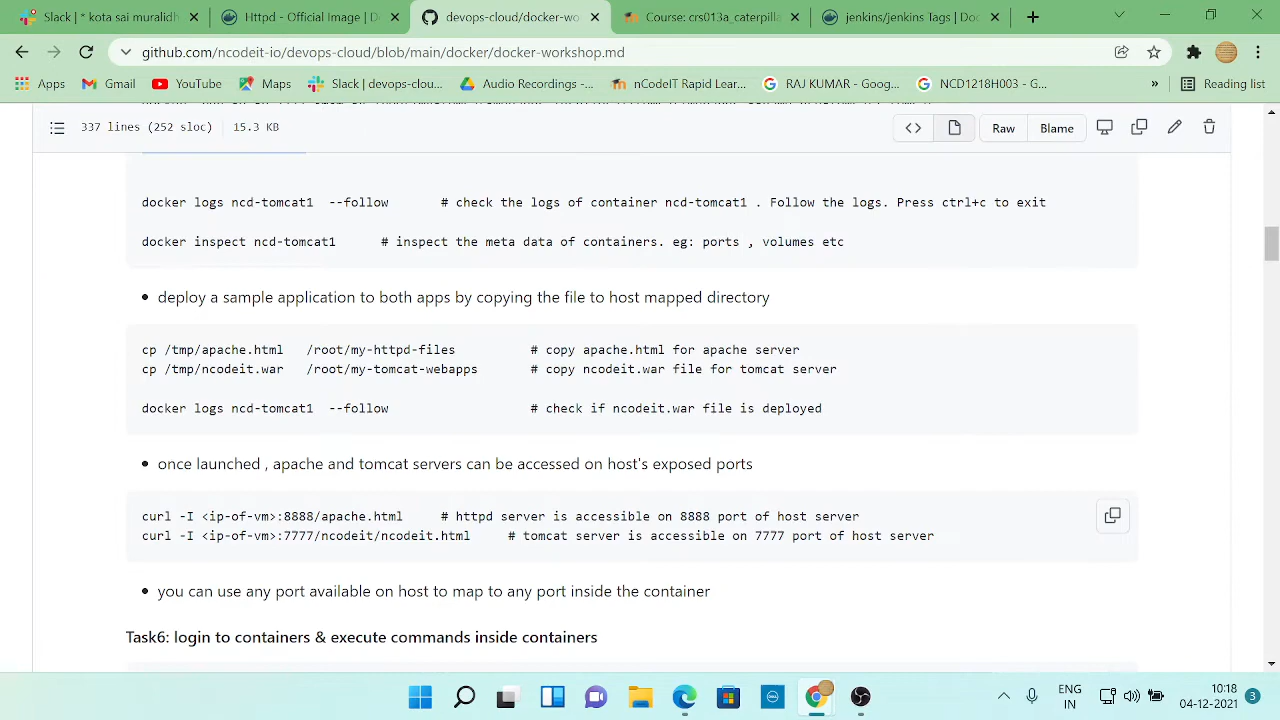 Slack | * kota sai muralidh
Httpd - Official Image | D
devops-cloud/docker-wo
Course: crs013a_caterpilla
jenkins/jenkins Tags | Doc
github.com/ncodeit-io/devops-cloud/blob/main/docker/docker-workshop.md
Apps
Gmail
YouTube
Maps
Slack | devops-clou...
Audio Recordings -...
nCodeIT Rapid Lear...
RAJ KUMAR - Goog...
NCD1218H003 - G...
»
Reading list
337 lines (252 sloc)
15.3 KB
Raw
Blame
docker logs ncd-tomcat1 --follow # check the logs of container ncd-tomcat1 . Follow the logs. Press ctrl+c to exit
docker inspect ncd-tomcat1 # inspect the meta data of containers. eg: ports , volumes etc
• deploy a sample application to both apps by copying the file to host mapped directory
cp /tmp/apache.html /root/my-httpd-files # copy apache.html for apache server
cp /tmp/ncodeit.war /root/my-tomcat-webapps # copy ncodeit.war file for tomcat server
docker logs ncd-tomcat1 --follow # check if ncodeit.war file is deployed
• once launched , apache and tomcat servers can be accessed on host's exposed ports
curl -I <ip-of-vm>:8888/apache.html # httpd server is accessible on 8888 port of host server
curl -I <ip-of-vm>:7777/ncodeit/ncodeit.html # tomcat server is accessible on 7777 port of host server
• you can use any port available on host to map to any port inside the container
Task6: login to containers & execute commands inside containers
ENG
IN
10:18
04-12-2021
3